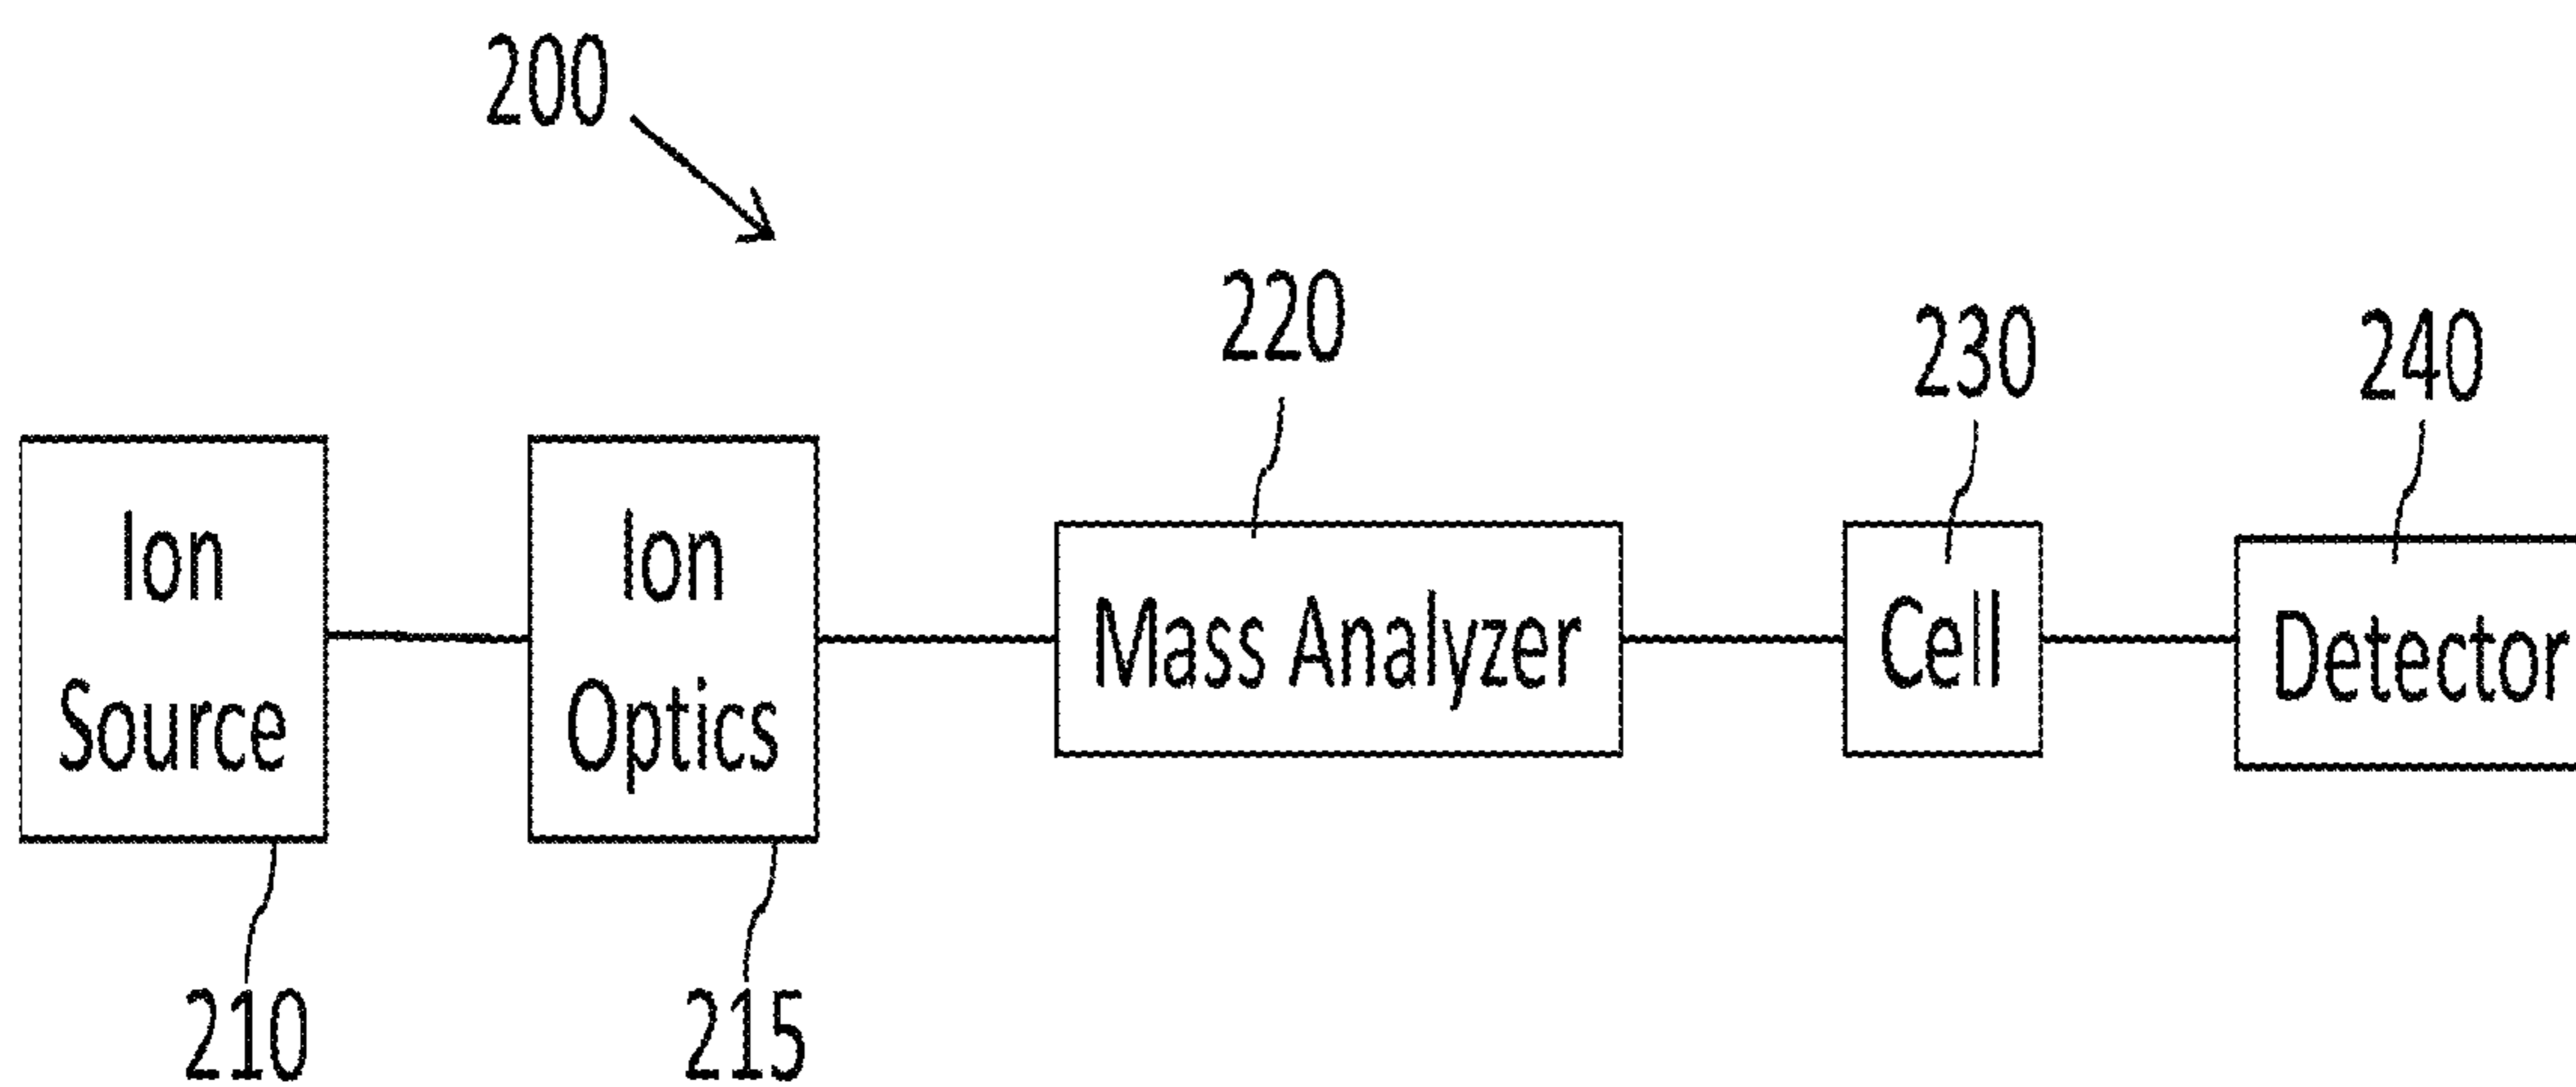 200
220
230
240
Ion
Source
Ion
Optics
Mass Analyzer
Cell
Detector
210
215